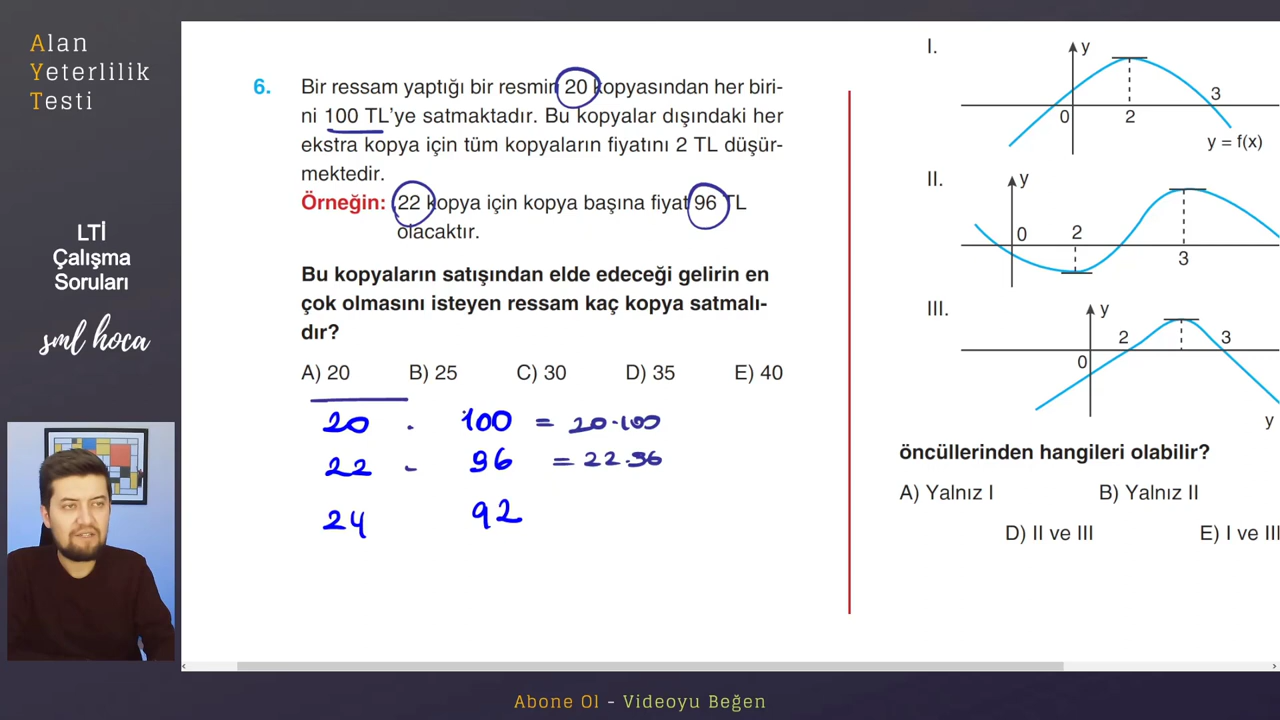 Alan
Yeterlilik
Testi
LTİ
Çalışma
Soruları
sml hoca
6. Bir ressam yaptığı bir resmin 20 kopyasından her biri-
ni 100 TL'ye satmaktadır. Bu kopyalar dışındaki her
ekstra kopya için tüm kopyaların fiyatını 2 TL düşür-
mektedir.
Örneğin: 22 kopya için kopya başına fiyat 96 TL
olacaktır.
Bu kopyaların satışından elde edeceği gelirin en
çok olmasını isteyen ressam kaç kopya satmalı-
dır?
A) 20 B) 25 C) 30 D) 35 E) 40
20 . 100 = 20.100
22 - 96 = 22.96
24 92
I.
y
3
0
2
y = f(x)
II.
y
0
2
3
III.
y
2
3
0
y
öncüllerinden hangileri olabilir?
A) Yalnız I B) Yalnız II
D) II ve III E) I ve III
Abone Ol - Videoyu Beğen